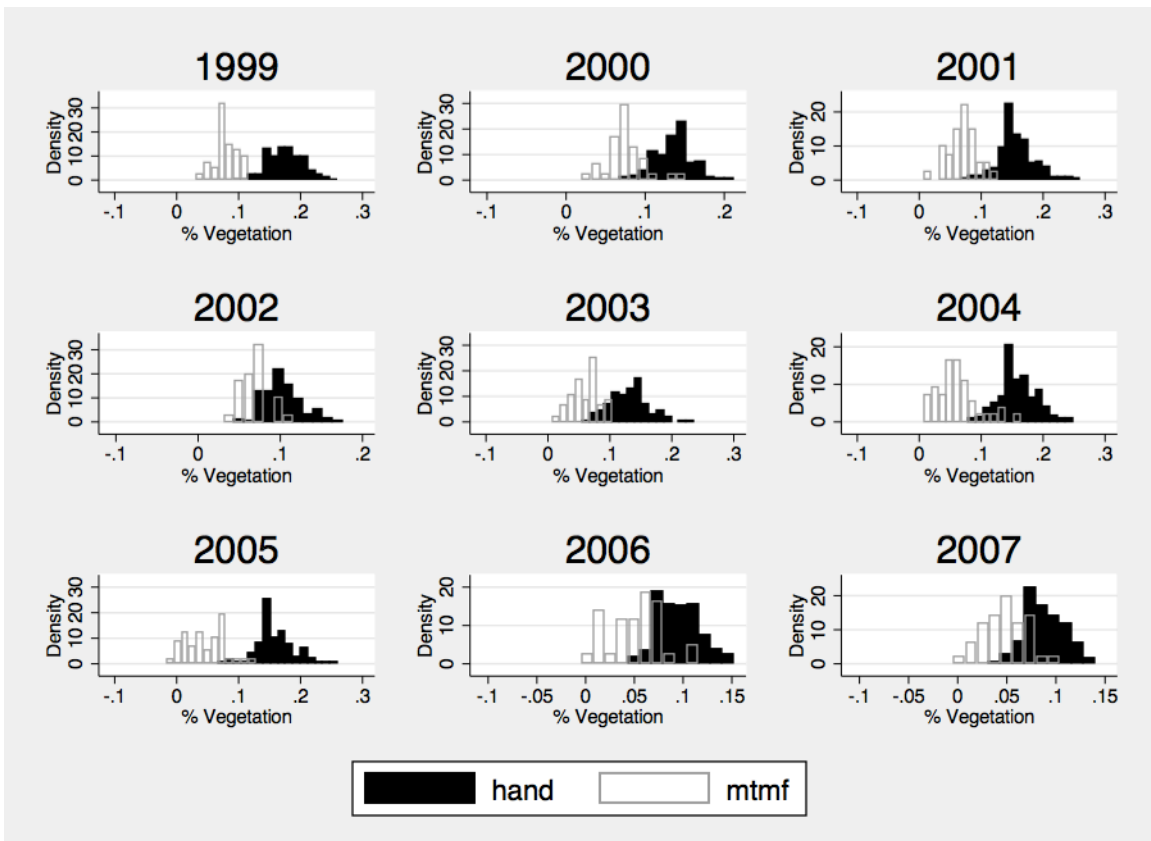 1999
2000
2001
Density
0 10 20 30
-.1 0 .1 .2 .3
% Vegetation
Density
0 10 20 30
-.1 0 .1 .2
% Vegetation
Density
0 10 20
-.1 0 .1 .2 .3
% Vegetation
2002
2003
2004
Density
0 10 20 30
-.1 0 .1 .2
% Vegetation
Density
0 10 20 30
-.1 0 .1 .2 .3
% Vegetation
Density
0 10 20
-.1 0 .1 .2 .3
% Vegetation
2005
2006
2007
Density
0 10 20 30
-.1 0 .1 .2 .3
% Vegetation
Density
0 10 20
-.10 -.05 0 .05 .1 .15
% Vegetation
Density
0 10 20
-.10 -.05 0 .05 .1 .15
% Vegetation
hand mtmf